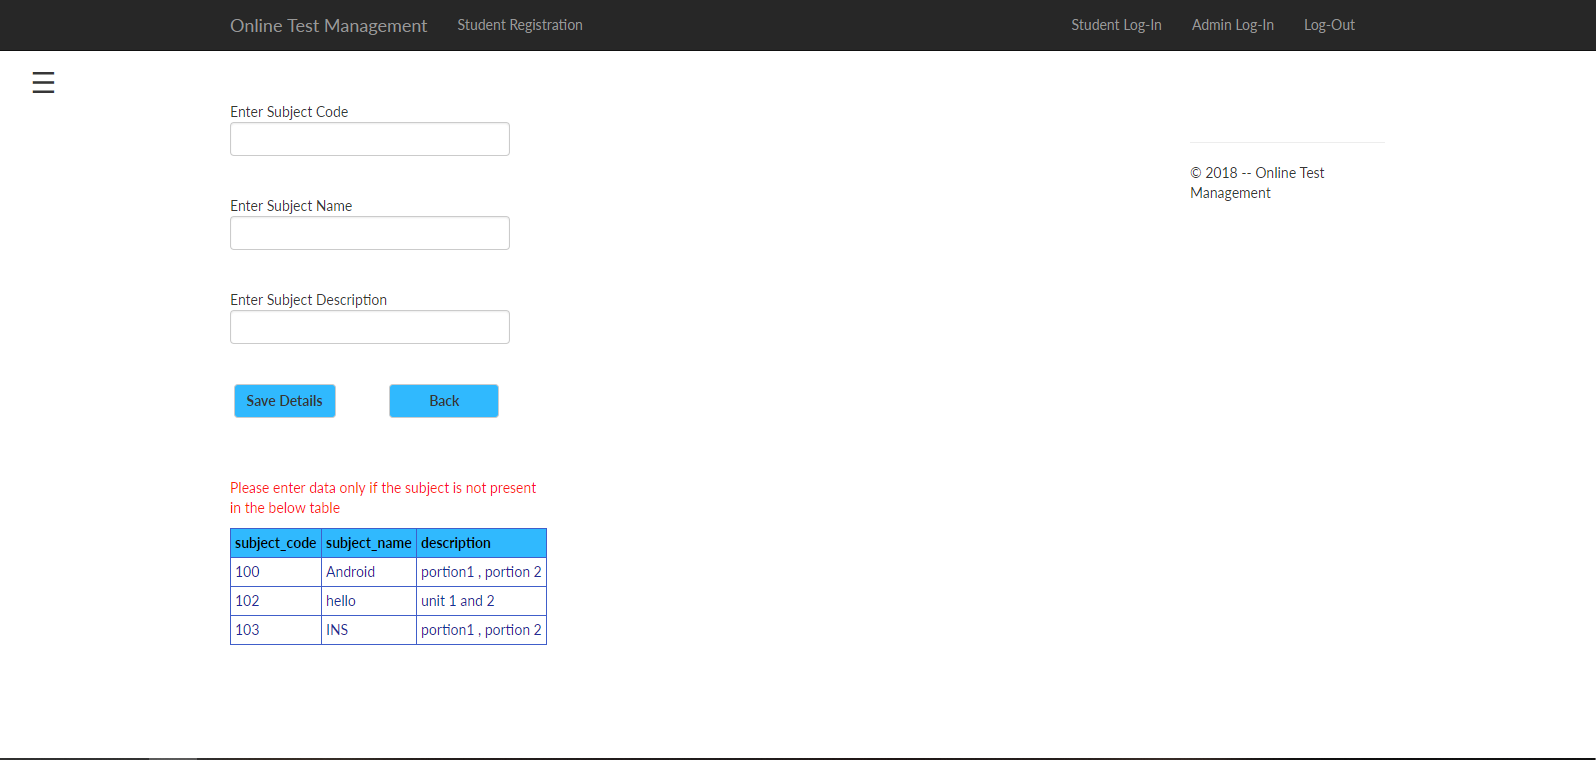 Online Test Management Student Registration Student Log-In Admin Log-In Log-Out
Enter Subject Code
© 2018 -- Online Test
Management
Enter Subject Name
Enter Subject Description
Save Details Back
Please enter data only if the subject is not present
in the below table
subject_code subject_name description
100 Android portion1 , portion 2
102 hello unit 1 and 2
103 INS portion1 , portion 2